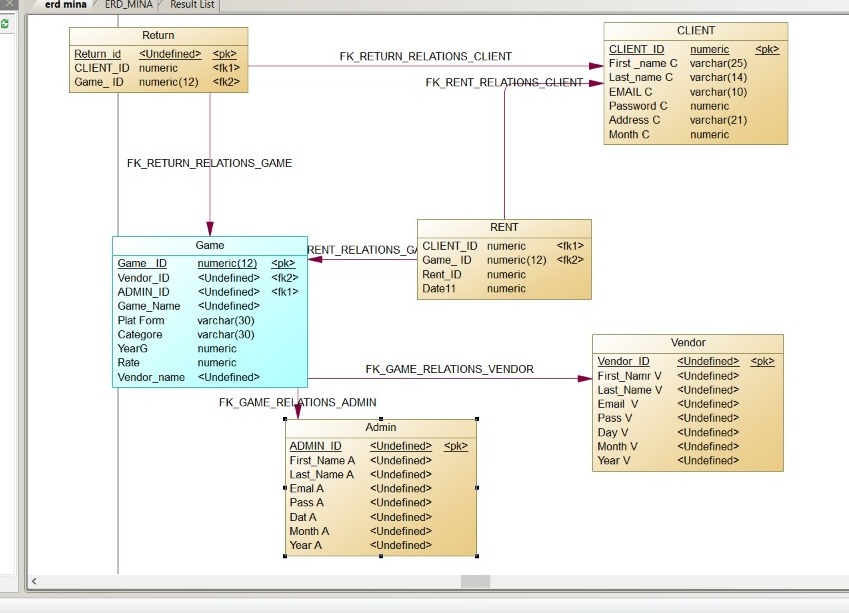 erd mina ERD_MINA Result List
Return
Return_id <Undefined> <pk>
CLIENT_ID numeric <fk1>
Game_ ID numeric(12) <fk2>
FK_RETURN_RELATIONS_CLIENT
FK_RENT_RELATIONS_CLIENT
CLIENT
CLIENT_ID numeric <pk>
First _name C varchar(25)
Last_name C varchar(14)
EMAIL C varchar(10)
Password C numeric
Address C varchar(21)
Month C numeric
FK_RETURN_RELATIONS_GAME
Game
Game_ ID numeric(12) <pk>
Vendor_ID <Undefined> <fk2>
ADMIN_ID <Undefined> <fk1>
Game_Name <Undefined>
Plat Form varchar(30)
Categore varchar(30)
YearG numeric
Rate numeric
Vendor_name <Undefined>
RENT_RELATIONS_GA
RENT
CLIENT_ID numeric <fk1>
Game_ ID numeric(12) <fk2>
Rent_ID numeric
Date11 numeric
FK_GAME_RELATIONS_VENDOR
Vendor
Vendor_ID <Undefined> <pk>
First_Namr V <Undefined>
Last_Name V <Undefined>
Email V <Undefined>
Pass V <Undefined>
Day V <Undefined>
Month V <Undefined>
Year V <Undefined>
FK_GAME_RELATIONS_ADMIN
Admin
ADMIN_ID <Undefined> <pk>
First_Name A <Undefined>
Last_Name A <Undefined>
Emal A <Undefined>
Pass A <Undefined>
Dat A <Undefined>
Month A <Undefined>
Year A <Undefined>